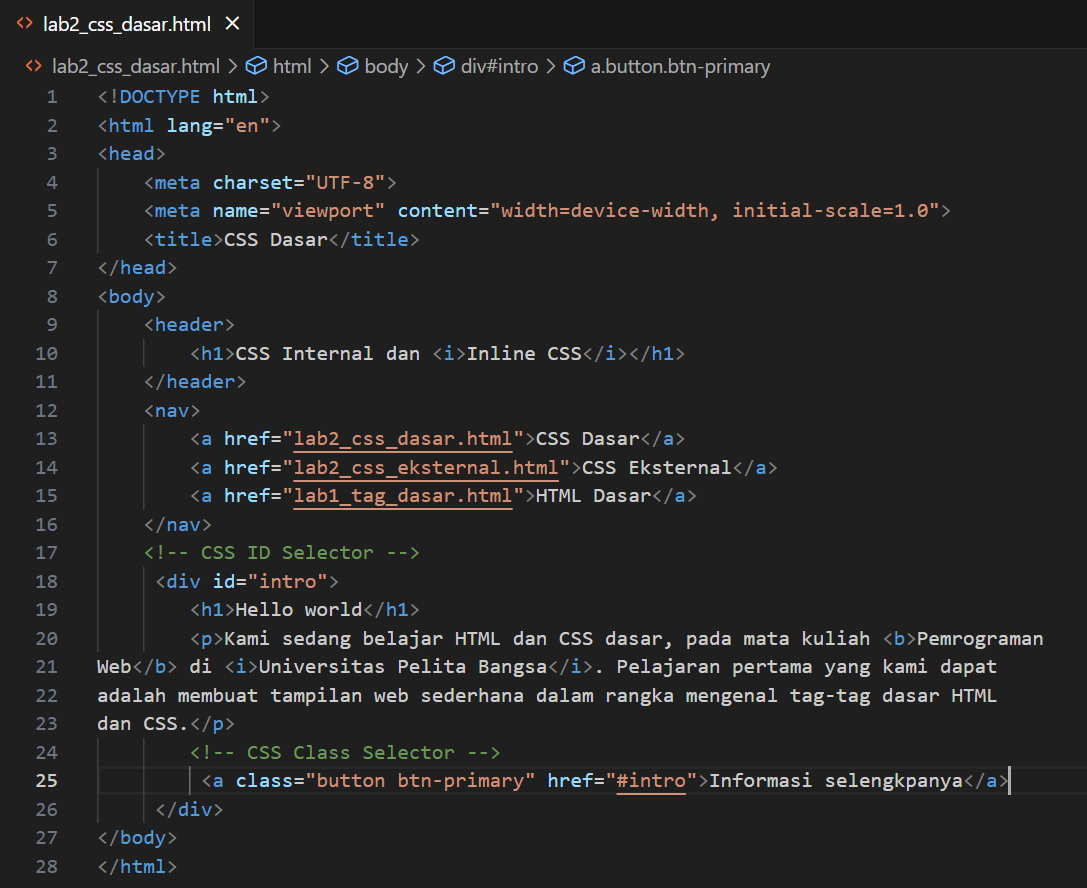 lab2_css_dasar.html
lab2_css_dasar.html > html > body > div#intro > a.button.btn-primary
1 <!DOCTYPE html>
2 <html lang="en">
3 <head>
4     <meta charset="UTF-8">
5     <meta name="viewport" content="width=device-width, initial-scale=1.0">
6     <title>CSS Dasar</title>
7 </head>
8 <body>
9     <header>
10         <h1>CSS Internal dan <i>Inline CSS</i></h1>
11     </header>
12     <nav>
13         <a href="lab2_css_dasar.html">CSS Dasar</a>
14         <a href="lab2_css_eksternal.html">CSS Eksternal</a>
15         <a href="lab1_tag_dasar.html">HTML Dasar</a>
16     </nav>
17     <!-- CSS ID Selector -->
18      <div id="intro">
19         <h1>Hello world</h1>
20         <p>Kami sedang belajar HTML dan CSS dasar, pada mata kuliah <b>Pemrograman
21 Web</b> di <i>Universitas Pelita Bangsa</i>. Pelajaran pertama yang kami dapat
22 adalah membuat tampilan web sederhana dalam rangka mengenal tag-tag dasar HTML
23 dan CSS.</p>
24         <!-- CSS Class Selector -->
25          <a class="button btn-primary" href="#intro">Informasi selengkpanya</a>
26      </div>
27 </body>
28 </html>